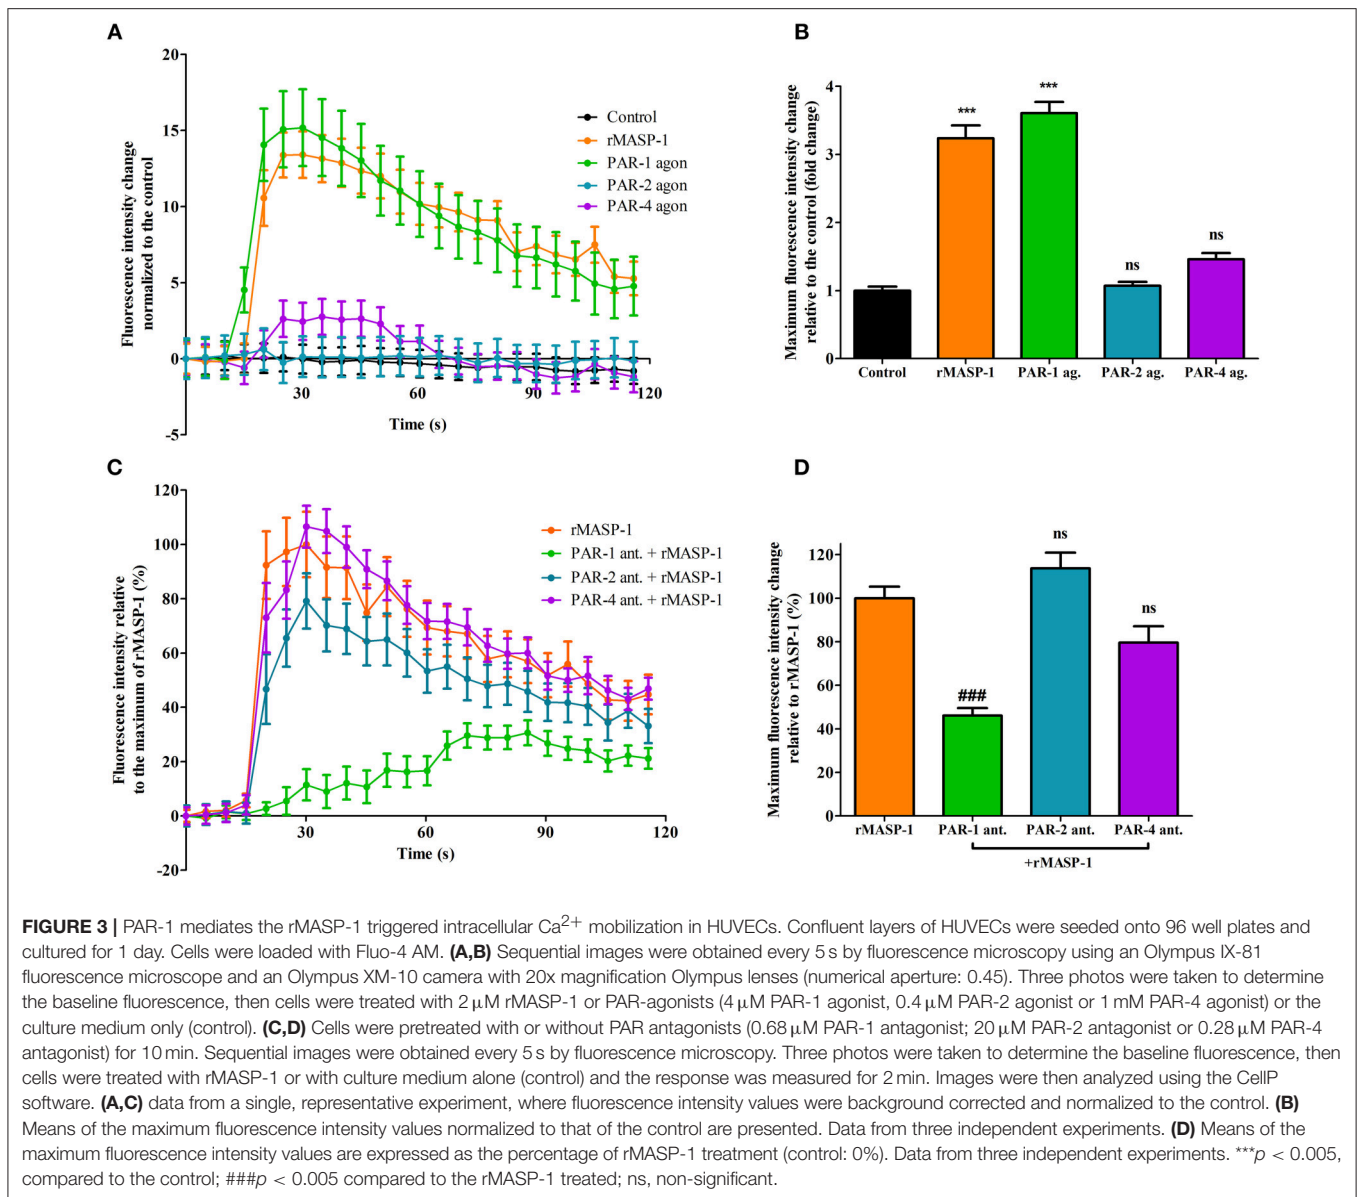 A
Fluorescence intensity change
normalized to the control
20
15
10
5
0
-5
30
60
90
120
Time (s)
Control
rMASP-1
PAR-1 agon
PAR-2 agon
PAR-4 agon
B
Maximum fluorescence intensity change
relative to the control (fold change)
4
3
2
1
0
***
***
ns
ns
Control
rMASP-1
PAR-1 ag.
PAR-2 ag.
PAR-4 ag.
C
Fluorescence intensity relative
to the maximum of rMASP-1 (%)
120
100
80
60
40
20
0
-20
30
60
90
120
Time (s)
rMASP-1
PAR-1 ant. + rMASP-1
PAR-2 ant. + rMASP-1
PAR-4 ant. + rMASP-1
D
Maximum fluorescence intensity change
relative to rMASP-1 (%)
120
100
80
60
40
20
0
###
ns
ns
rMASP-1
PAR-1 ant.
PAR-2 ant.
PAR-4 ant.
+rMASP-1
FIGURE 3 | PAR-1 mediates the rMASP-1 triggered intracellular Ca2+ mobilization in HUVECs. Confluent layers of HUVECs were seeded onto 96 well plates and
cultured for 1 day. Cells were loaded with Fluo-4 AM. (A,B) Sequential images were obtained every 5 s by fluorescence microscopy using an Olympus IX-81
fluorescence microscope and an Olympus XM-10 camera with 20x magnification Olympus lenses (numerical aperture: 0.45). Three photos were taken to determine
the baseline fluorescence, then cells were treated with 2 μM rMASP-1 or PAR-agonists (4 μM PAR-1 agonist, 0.4 μM PAR-2 agonist or 1 mM PAR-4 agonist) or the
culture medium only (control). (C,D) Cells were pretreated with or without PAR antagonists (0.68 μM PAR-1 antagonist; 20 μM PAR-2 antagonist or 0.28 μM PAR-4
antagonist) for 10 min. Sequential images were obtained every 5 s by fluorescence microscopy. Three photos were taken to determine the baseline fluorescence, then
cells were treated with rMASP-1 or with culture medium alone (control) and the response was measured for 2 min. Images were then analyzed using the CellP
software. (A,C) data from a single, representative experiment, where fluorescence intensity values were background corrected and normalized to the control. (B)
Means of the maximum fluorescence intensity values normalized to that of the control are presented. Data from three independent experiments. (D) Means of the
maximum fluorescence intensity values are expressed as the percentage of rMASP-1 treatment (control: 0%). Data from three independent experiments. ***p < 0.005,
compared to the control; ###p < 0.005 compared to the rMASP-1 treated; ns, non-significant.